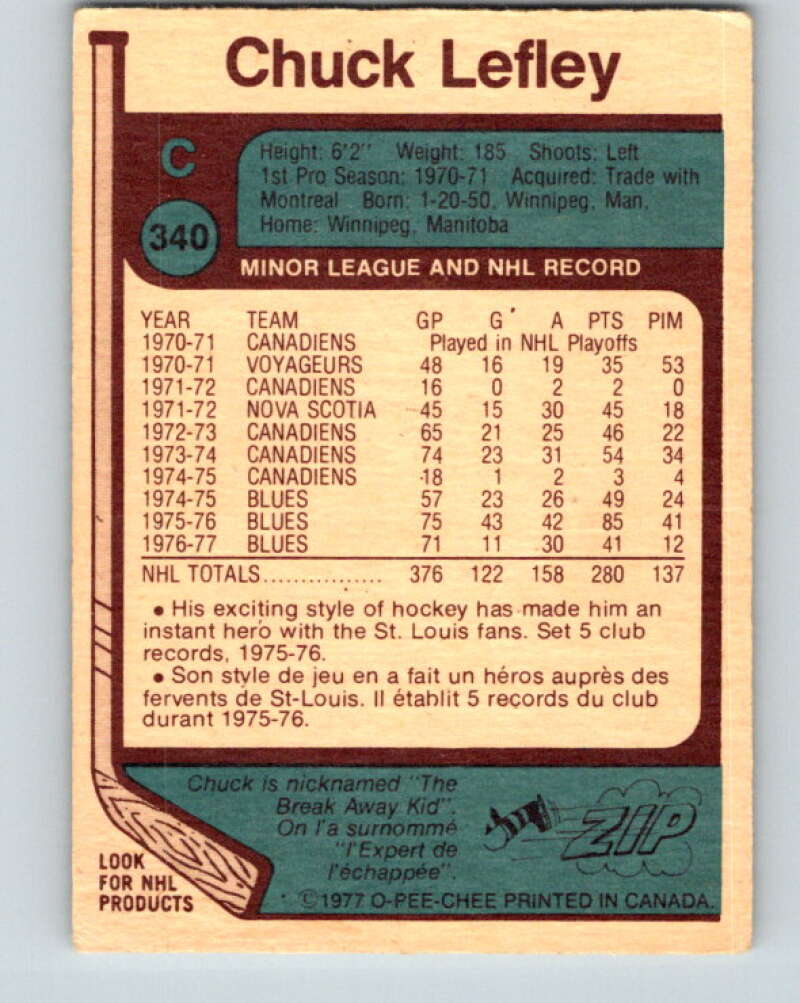 Chuck Lefley
C
Height: 6'2" Weight: 185 Shoots: Left
1st Pro Season: 1970-71 Acquired: Trade with
Montreal Born: 1-20-50, Winnipeg, Man.
Home: Winnipeg, Manitoba
340
MINOR LEAGUE AND NHL RECORD
YEAR TEAM GP G A PTS PIM
1970-71 CANADIENS Played in NHL Playoffs
1970-71 VOYAGEURS 48 16 19 35 53
1971-72 CANADIENS 16 0 2 2 0
1971-72 NOVA SCOTIA 45 15 30 45 18
1972-73 CANADIENS 65 21 25 46 22
1973-74 CANADIENS 74 23 31 54 34
1974-75 CANADIENS 18 1 2 3 4
1974-75 BLUES 57 23 26 49 24
1975-76 BLUES 75 43 42 85 41
1976-77 BLUES 71 11 30 41 12
NHL TOTALS................ 376 122 158 280 137
• His exciting style of hockey has made him an
instant hero with the St. Louis fans. Set 5 club
records, 1975-76.
• Son style de jeu en a fait un héros auprès des
fervents de St-Louis. Il établit 5 records du club
durant 1975-76.
Chuck is nicknamed "The
Break Away Kid".
On l'a surnommé
"l'Expert de
l'échappée".
ZIP
LOOK
FOR NHL
PRODUCTS
©1977 O-PEE-CHEE PRINTED IN CANADA.